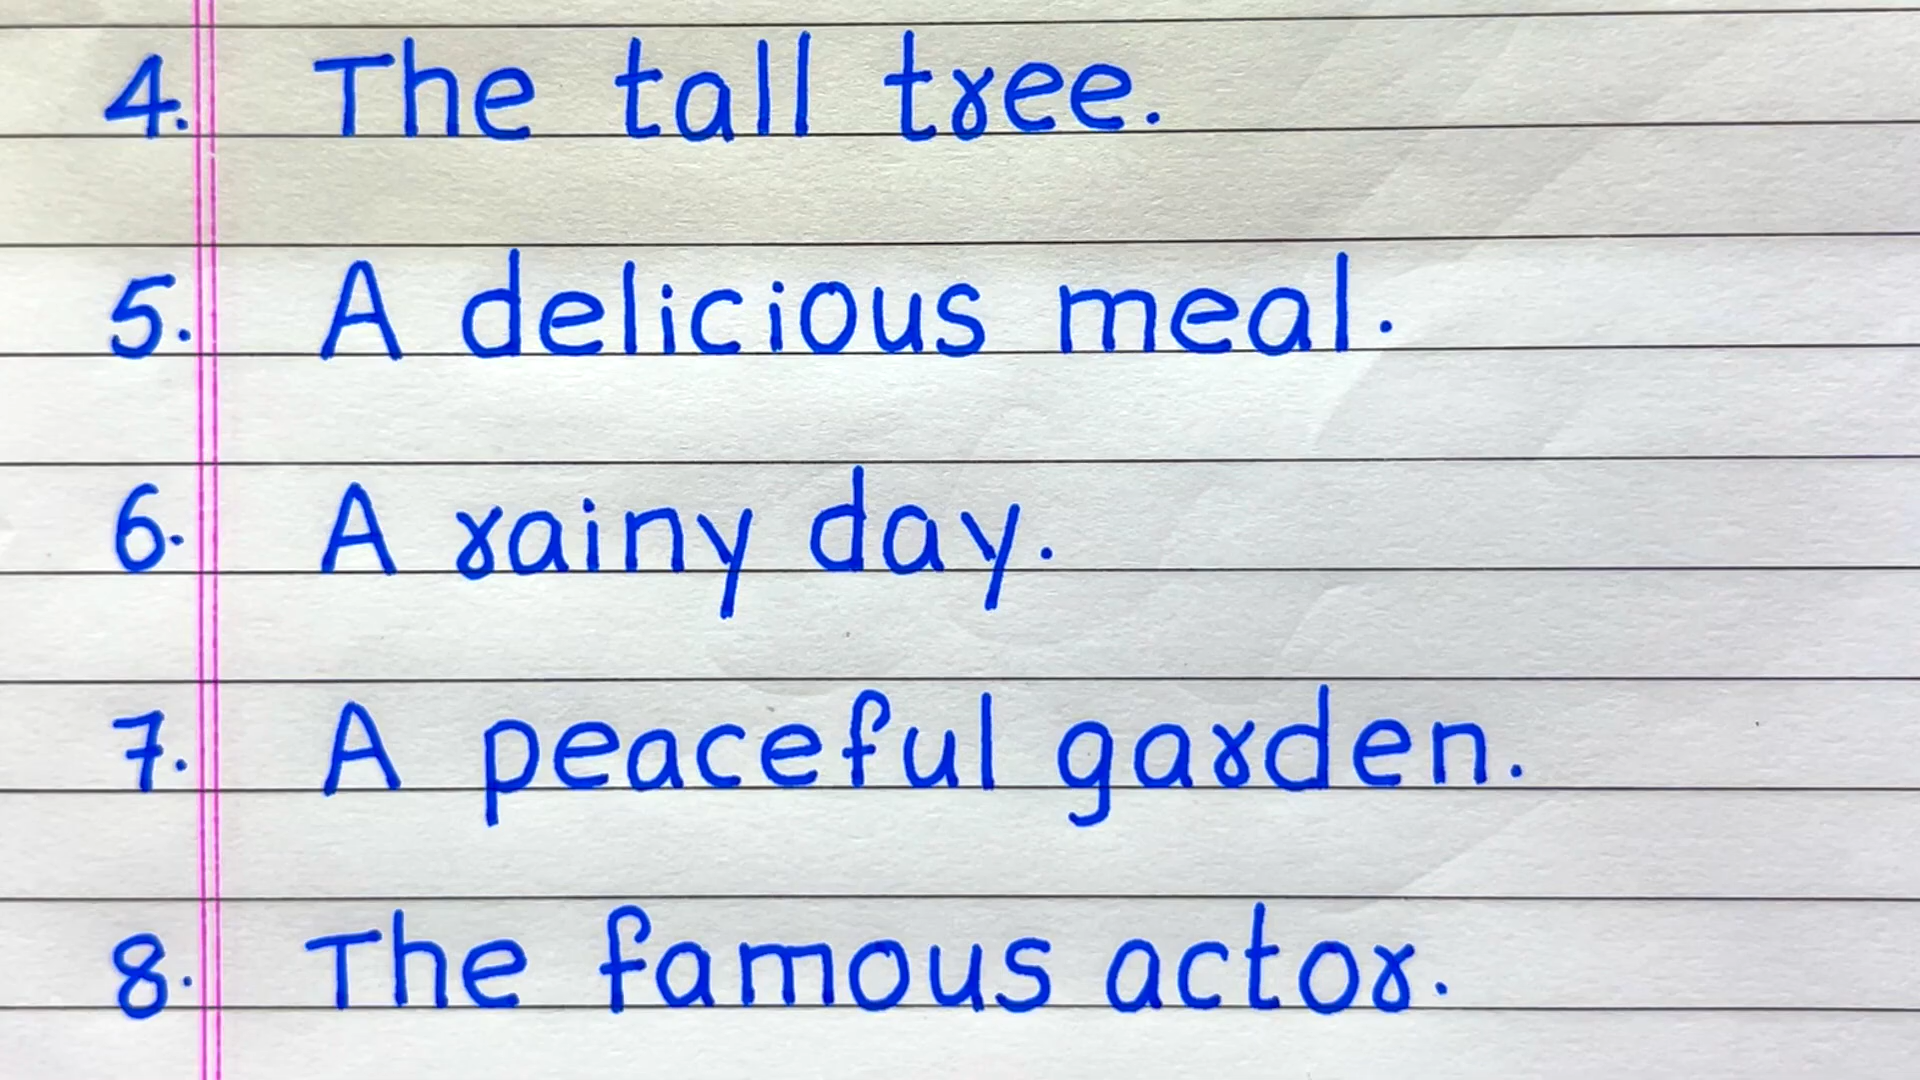 4. The tall tree.
5. A delicious meal.
6. A rainy day.
7. A peaceful garden.
8. The famous actor.